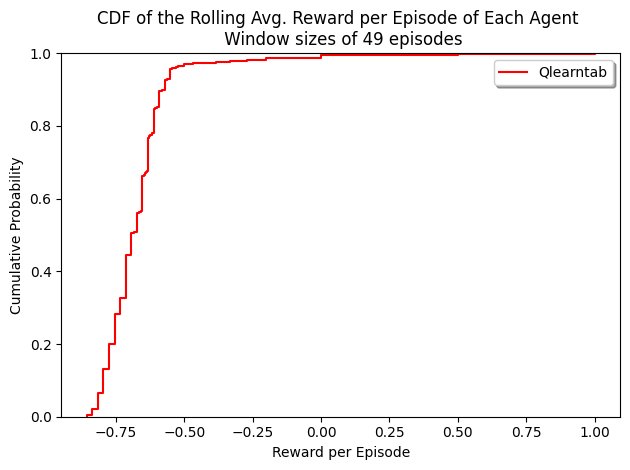 CDF of the Rolling Avg. Reward per Episode of Each Agent
Window sizes of 49 episodes
Qlearntab
Cumulative Probability
1.0
0.8
0.6
0.4
0.2
0.0
−0.75 −0.50 −0.25 0.00 0.25 0.50 0.75 1.00
Reward per Episode